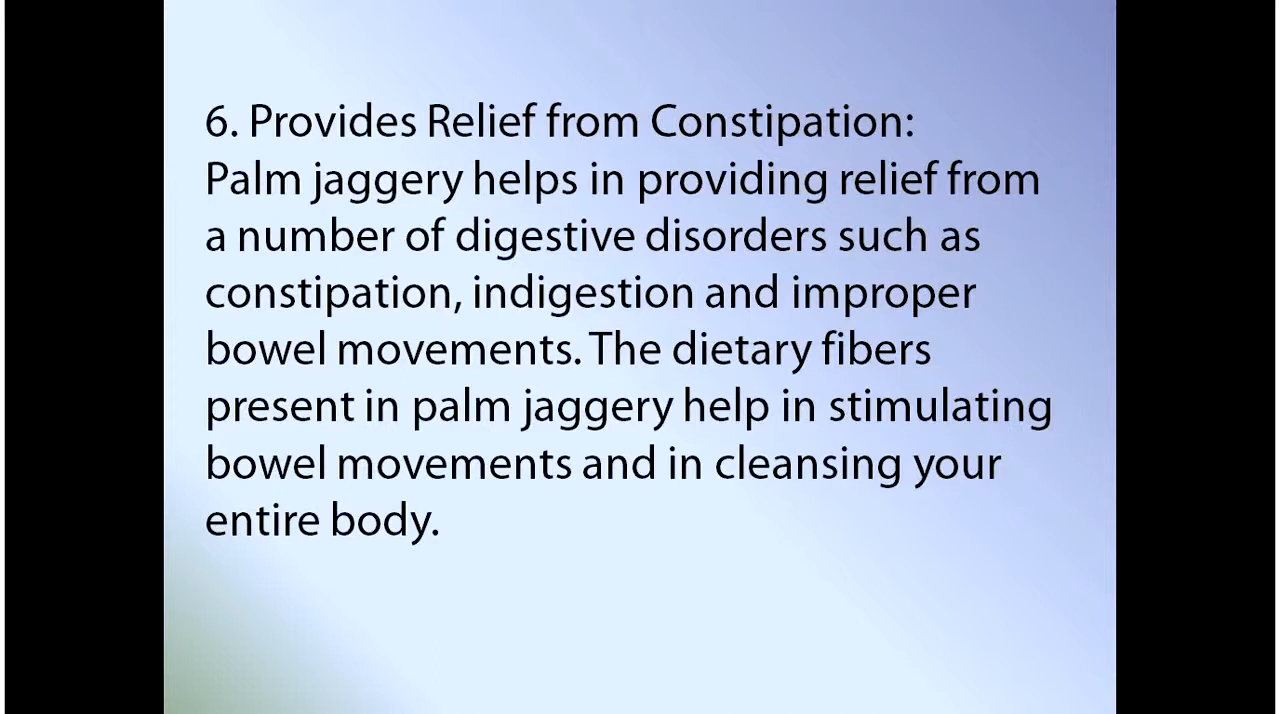 6. Provides Relief from Constipation:
Palm jaggery helps in providing relief from
a number of digestive disorders such as
constipation, indigestion and improper
bowel movements. The dietary fibers
present in palm jaggery help in stimulating
bowel movements and in cleansing your
entire body.